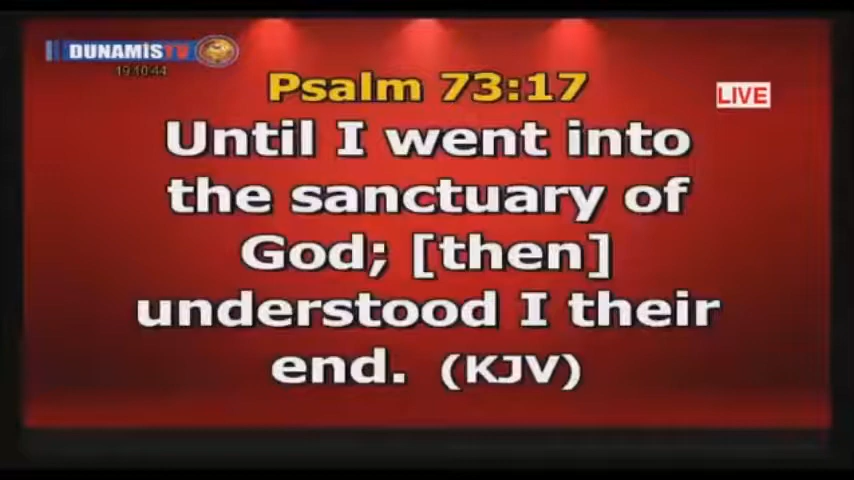 DUNAMIS TV
19:10:44
Psalm 73:17
LIVE
Until I went into
the sanctuary of
God; [then]
understood I their
end. (KJV)